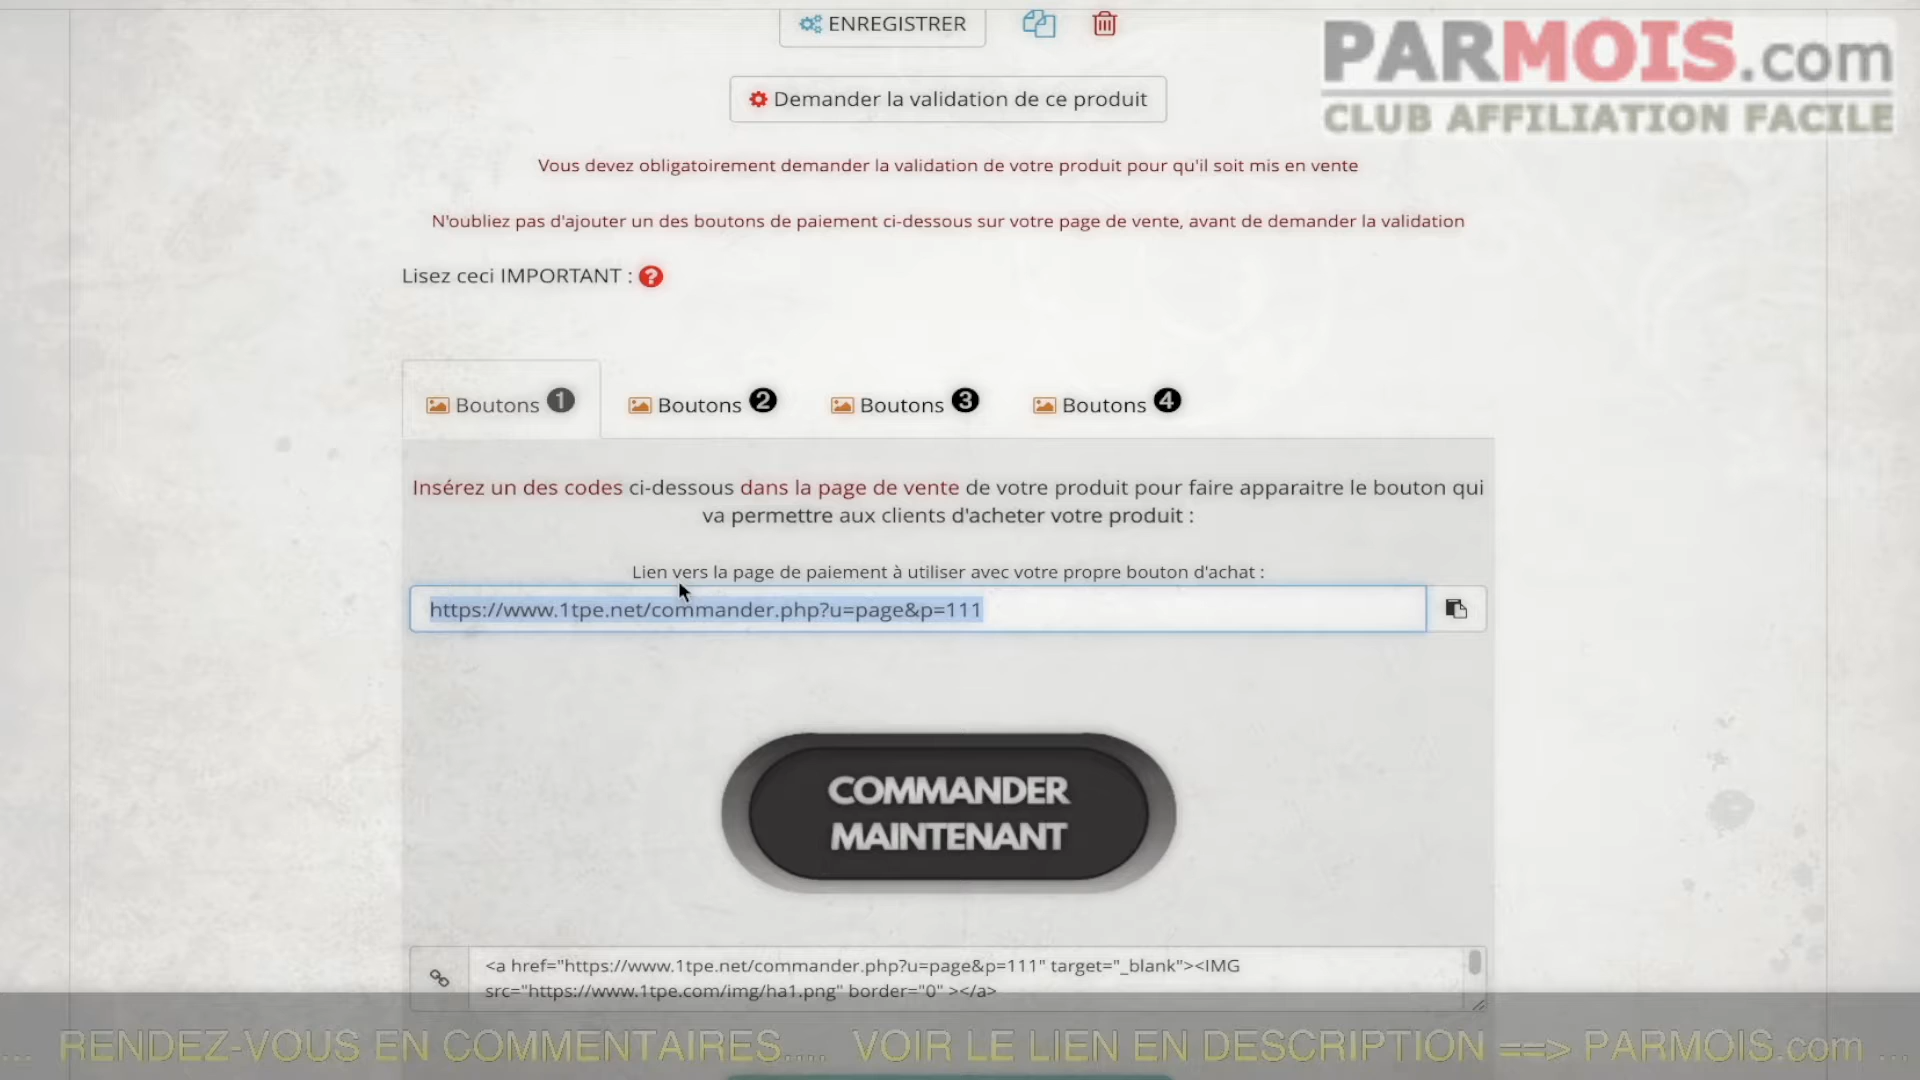 ENREGISTRER
PARMOIS.com
CLUB AFFILIATION FACILE
Demander la validation de ce produit
Vous devez obligatoirement demander la validation de votre produit pour qu'il soit mis en vente
N'oubliez pas d'ajouter un des boutons de paiement ci-dessous sur votre page de vente, avant de demander la validation
Lisez ceci IMPORTANT : ?
Boutons 1 Boutons 2 Boutons 3 Boutons 4
Insérez un des codes ci-dessous dans la page de vente de votre produit pour faire apparaitre le bouton qui
va permettre aux clients d'acheter votre produit :
Lien vers la page de paiement à utiliser avec votre propre bouton d'achat :
https://www.1tpe.net/commander.php?u=page&p=111
COMMANDER
MAINTENANT
<a href="https://www.1tpe.net/commander.php?u=page&p=111" target="_blank"><IMG
src="https://www.1tpe.com/img/ha1.png" border="0" ></a>
... RENDEZ-VOUS EN COMMENTAIRES.... VOIR LE LIEN EN DESCRIPTION ==> PARMOIS.com ...